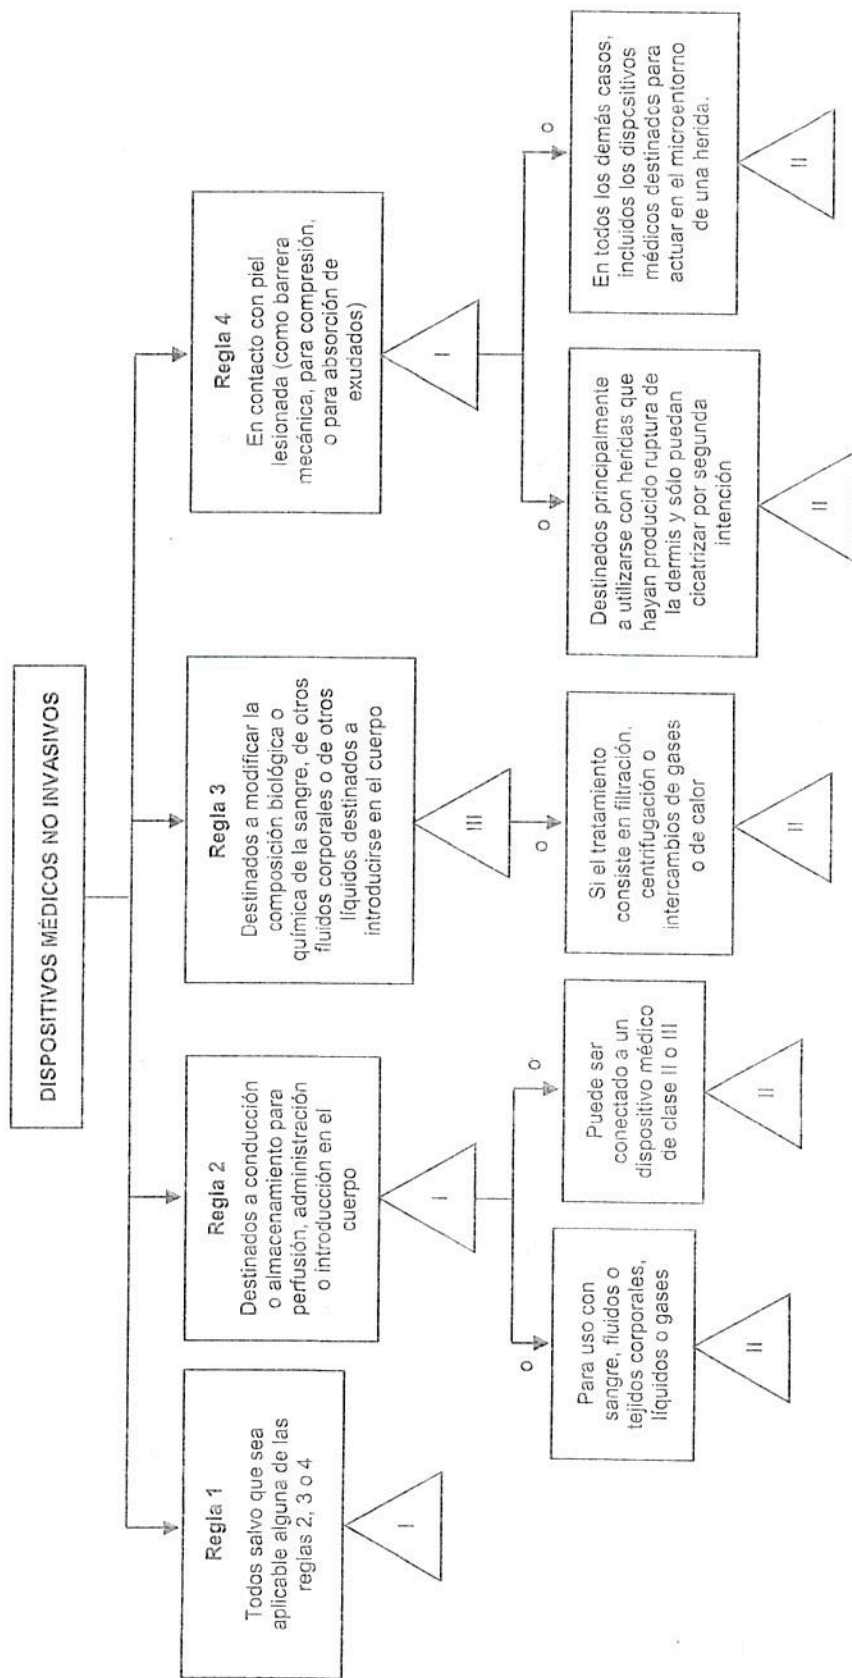 DISPOSITIVOS MÉDICOS NO INVASIVOS
Regla 1
Todos salvo que sea
aplicable alguna de las
reglas 2, 3 o 4
I
Regla 2
Destinados a conducción
o almacenamiento para
perfusión, administración
o introducción en el
cuerpo
I
o
Para uso con
sangre, fluidos o
tejidos corporales,
líquidos o gases
II
o
Puede ser
conectado a un
dispositivo médico
de clase II o III
II
Regla 3
Destinados a modificar la
composición biológica o
química de la sangre, de otros
fluidos corporales o de otros
líquidos destinados a
introducirse en el cuerpo
III
o
Si el tratamiento
consiste en filtración,
centrifugación o
intercambios de gases
o de calor
II
Regla 4
En contacto con piel
lesionada (como barrera
mecánica, para compresión,
o para absorción de
exudados)
I
o
Destinados principalmente
a utilizarse con heridas que
hayan producido ruptura de
la dermis y sólo puedan
cicatrizar por segunda
intención
II
o
En todos los demás casos,
incluidos los dispositivos
médicos destinados para
actuar en el microentorno
de una herida.
II